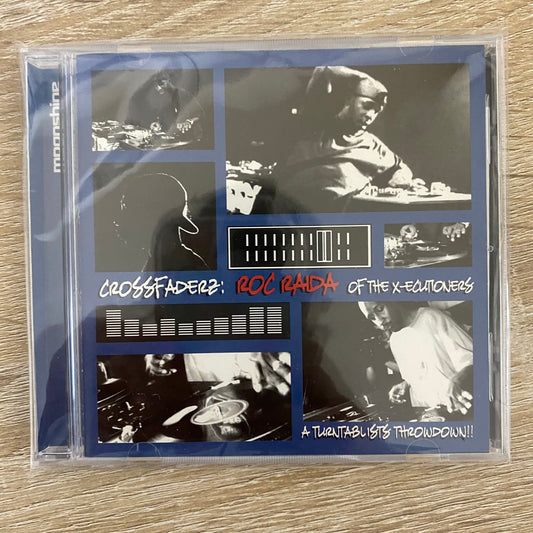 moonshine
CROSSFADERZ: ROC RAIDA OF THE X-ECUTIONERS
A TURNTABLISTS THROWDOWN!!